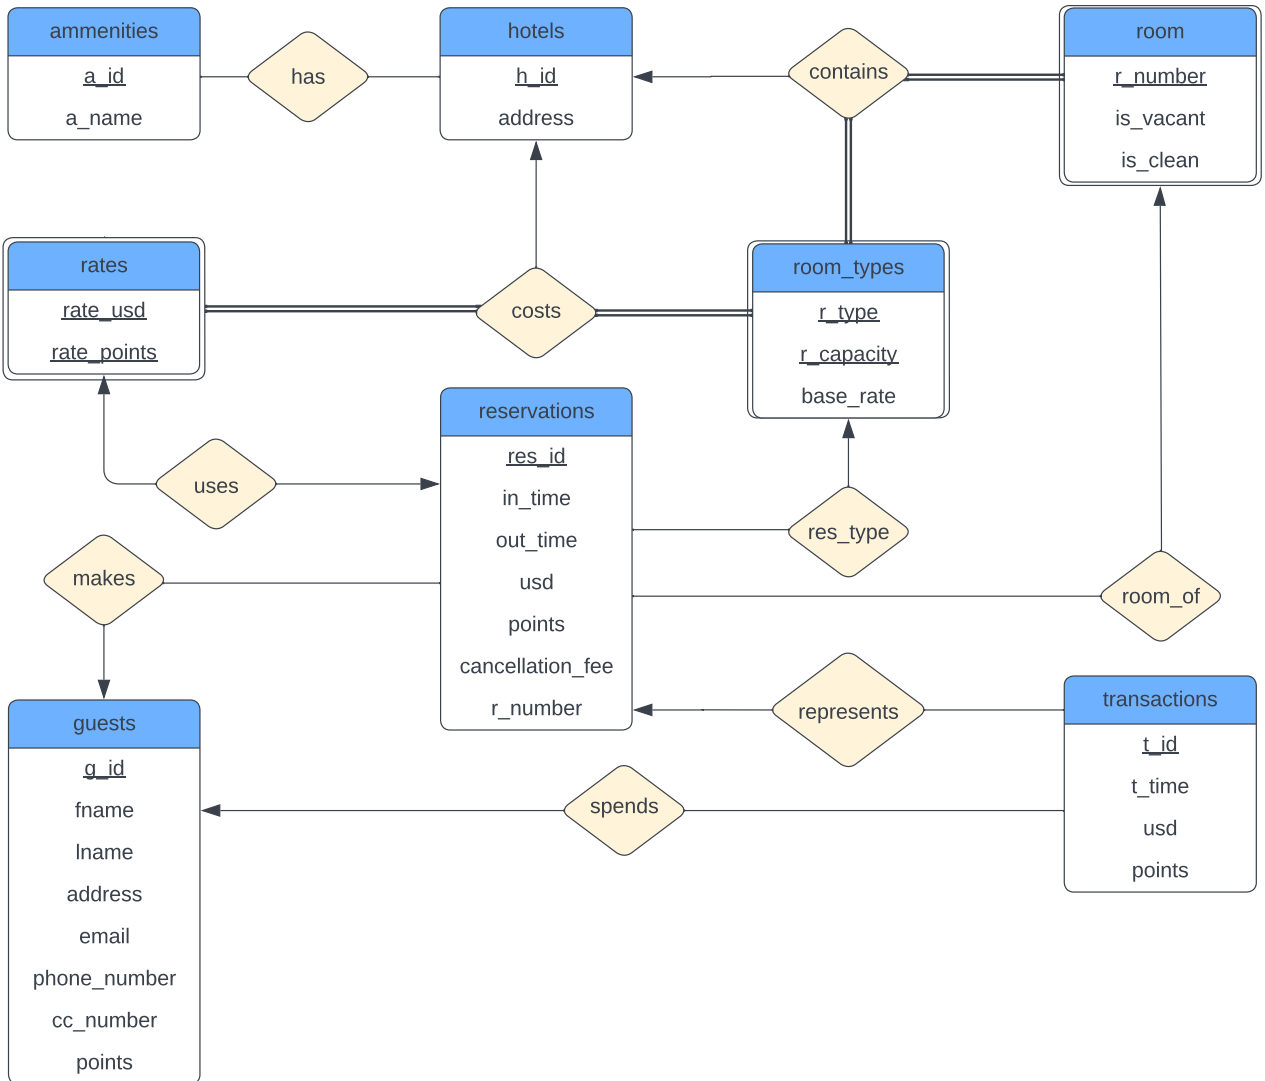 ammenities
a_id
a_name
has
hotels
h_id
address
contains
room
r_number
is_vacant
is_clean
rates
rate_usd
rate_points
costs
room_types
r_type
r_capacity
base_rate
uses
reservations
res_id
in_time
out_time
usd
points
cancellation_fee
r_number
res_type
room_of
makes
represents
transactions
t_id
t_time
usd
points
spends
guests
g_id
fname
lname
address
email
phone_number
cc_number
points